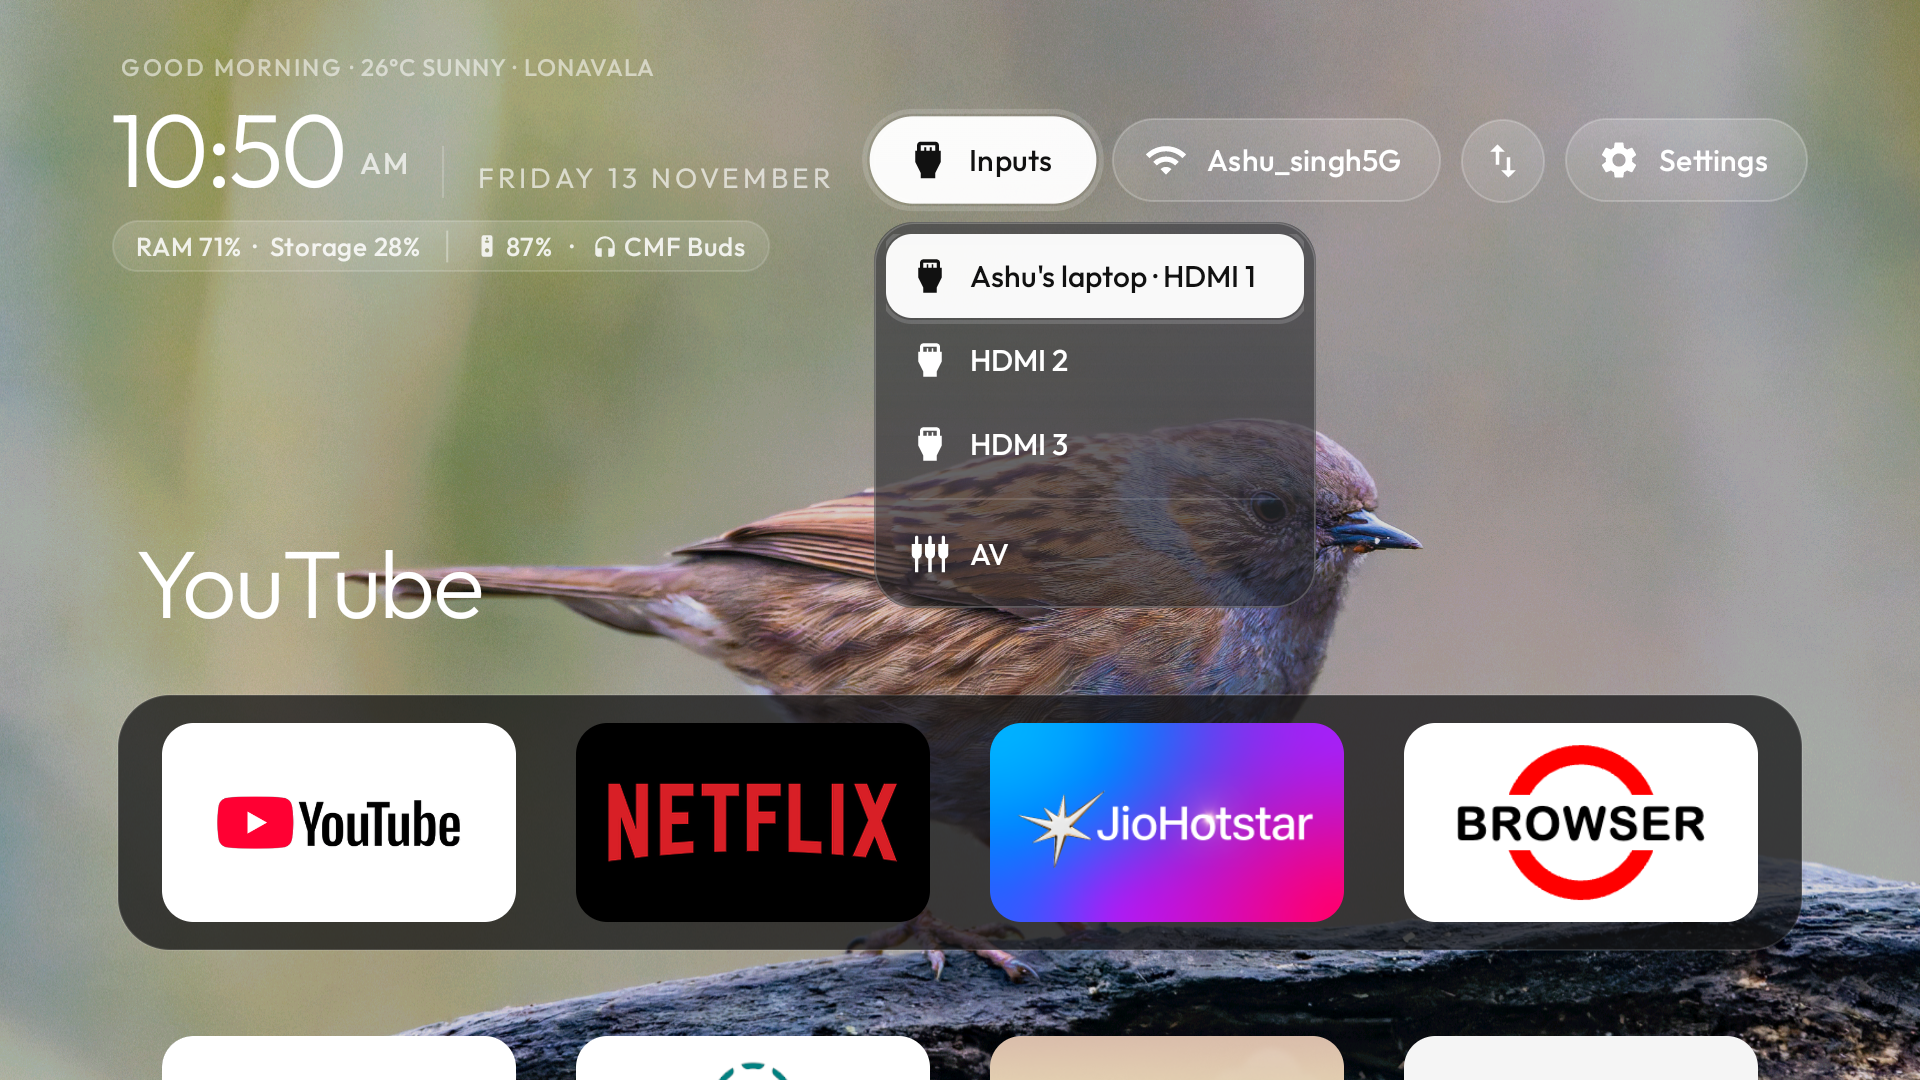 GOOD MORNING · 26°C SUNNY · LONAVALA
10:50 AM
FRIDAY 13 NOVEMBER
Inputs
Ashu_singh5G
Settings
RAM 71% · Storage 28%
87% · CMF Buds
Ashu's laptop · HDMI 1
HDMI 2
HDMI 3
AV
YouTube
YouTube
NETFLIX
JioHotstar
BROWSER